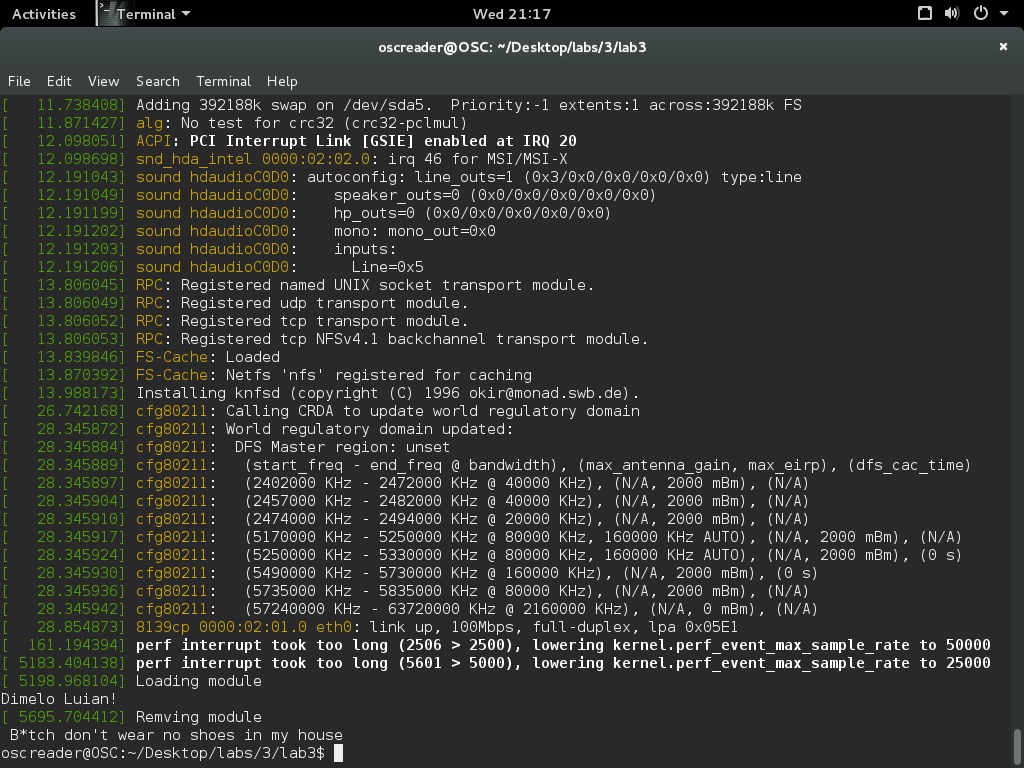 Activities Terminal Wed 21:17
oscreader@OSC: ~/Desktop/labs/3/lab3
File Edit View Search Terminal Help
[   11.738408] Adding 392188k swap on /dev/sda5.  Priority:-1 extents:1 across:392188k FS
[   11.871427] alg: No test for crc32 (crc32-pclmul)
[   12.098051] ACPI: PCI Interrupt Link [GSIE] enabled at IRQ 20
[   12.098698] snd_hda_intel 0000:02:02.0: irq 46 for MSI/MSI-X
[   12.191043] sound hdaudioC0D0: autoconfig: line_outs=1 (0x3/0x0/0x0/0x0/0x0) type:line
[   12.191049] sound hdaudioC0D0:    speaker_outs=0 (0x0/0x0/0x0/0x0/0x0)
[   12.191199] sound hdaudioC0D0:    hp_outs=0 (0x0/0x0/0x0/0x0/0x0)
[   12.191202] sound hdaudioC0D0:    mono: mono_out=0x0
[   12.191203] sound hdaudioC0D0:    inputs:
[   12.191206] sound hdaudioC0D0:      Line=0x5
[   13.806045] RPC: Registered named UNIX socket transport module.
[   13.806049] RPC: Registered udp transport module.
[   13.806052] RPC: Registered tcp transport module.
[   13.806053] RPC: Registered tcp NFSv4.1 backchannel transport module.
[   13.839846] FS-Cache: Loaded
[   13.870392] FS-Cache: Netfs 'nfs' registered for caching
[   13.988173] Installing knfsd (copyright (C) 1996 okir@monad.swb.de).
[   26.742168] cfg80211: Calling CRDA to update world regulatory domain
[   28.345872] cfg80211: World regulatory domain updated:
[   28.345884] cfg80211:  DFS Master region: unset
[   28.345889] cfg80211:   (start_freq - end_freq @ bandwidth), (max_antenna_gain, max_eirp), (dfs_cac_time)
[   28.345897] cfg80211:   (2402000 KHz - 2472000 KHz @ 40000 KHz), (N/A, 2000 mBm), (N/A)
[   28.345904] cfg80211:   (2457000 KHz - 2482000 KHz @ 40000 KHz), (N/A, 2000 mBm), (N/A)
[   28.345910] cfg80211:   (2474000 KHz - 2494000 KHz @ 20000 KHz), (N/A, 2000 mBm), (N/A)
[   28.345917] cfg80211:   (5170000 KHz - 5250000 KHz @ 80000 KHz, 160000 KHz AUTO), (N/A, 2000 mBm), (N/A)
[   28.345924] cfg80211:   (5250000 KHz - 5330000 KHz @ 80000 KHz, 160000 KHz AUTO), (N/A, 2000 mBm), (0 s)
[   28.345930] cfg80211:   (5490000 KHz - 5730000 KHz @ 160000 KHz), (N/A, 2000 mBm), (0 s)
[   28.345936] cfg80211:   (5735000 KHz - 5835000 KHz @ 80000 KHz), (N/A, 2000 mBm), (N/A)
[   28.345942] cfg80211:   (57240000 KHz - 63720000 KHz @ 2160000 KHz), (N/A, 0 mBm), (N/A)
[   28.854873] 8139cp 0000:02:01.0 eth0: link up, 100Mbps, full-duplex, lpa 0x05E1
[  161.194394] perf interrupt took too long (2506 > 2500), lowering kernel.perf_event_max_sample_rate to 50000
[ 5183.404138] perf interrupt took too long (5601 > 5000), lowering kernel.perf_event_max_sample_rate to 25000
[ 5198.968104] Loading module
Dimelo Luian!
[ 5695.704412] Remving module
 B*tch don't wear no shoes in my house
oscreader@OSC:~/Desktop/labs/3/lab3$